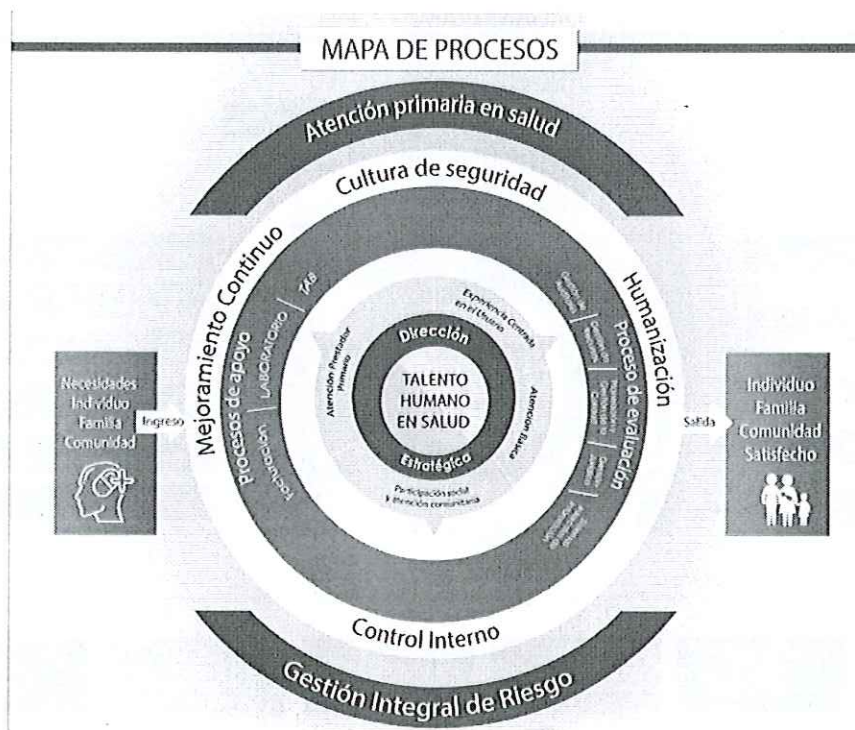 MAPA DE PROCESOS
Atención primaria en salud
Cultura de seguridad
Mejoramiento Continuo
Humanización
Procesos de apoyo
TAB
LABORATORIO
Facturación
Proceso de evaluación
Experiencia Centrada
en el Usuario
Atención Prestador
Primario
Atención Básica
Participación social
y atención comunitaria
Dirección
TALENTO
HUMANO
EN SALUD
Estratégica
Necesidades
Individuo
Familia
Comunidad
Ingreso
Salida
Individuo
Familia
Comunidad
Satisfecho
Control Interno
Gestión Integral de Riesgo